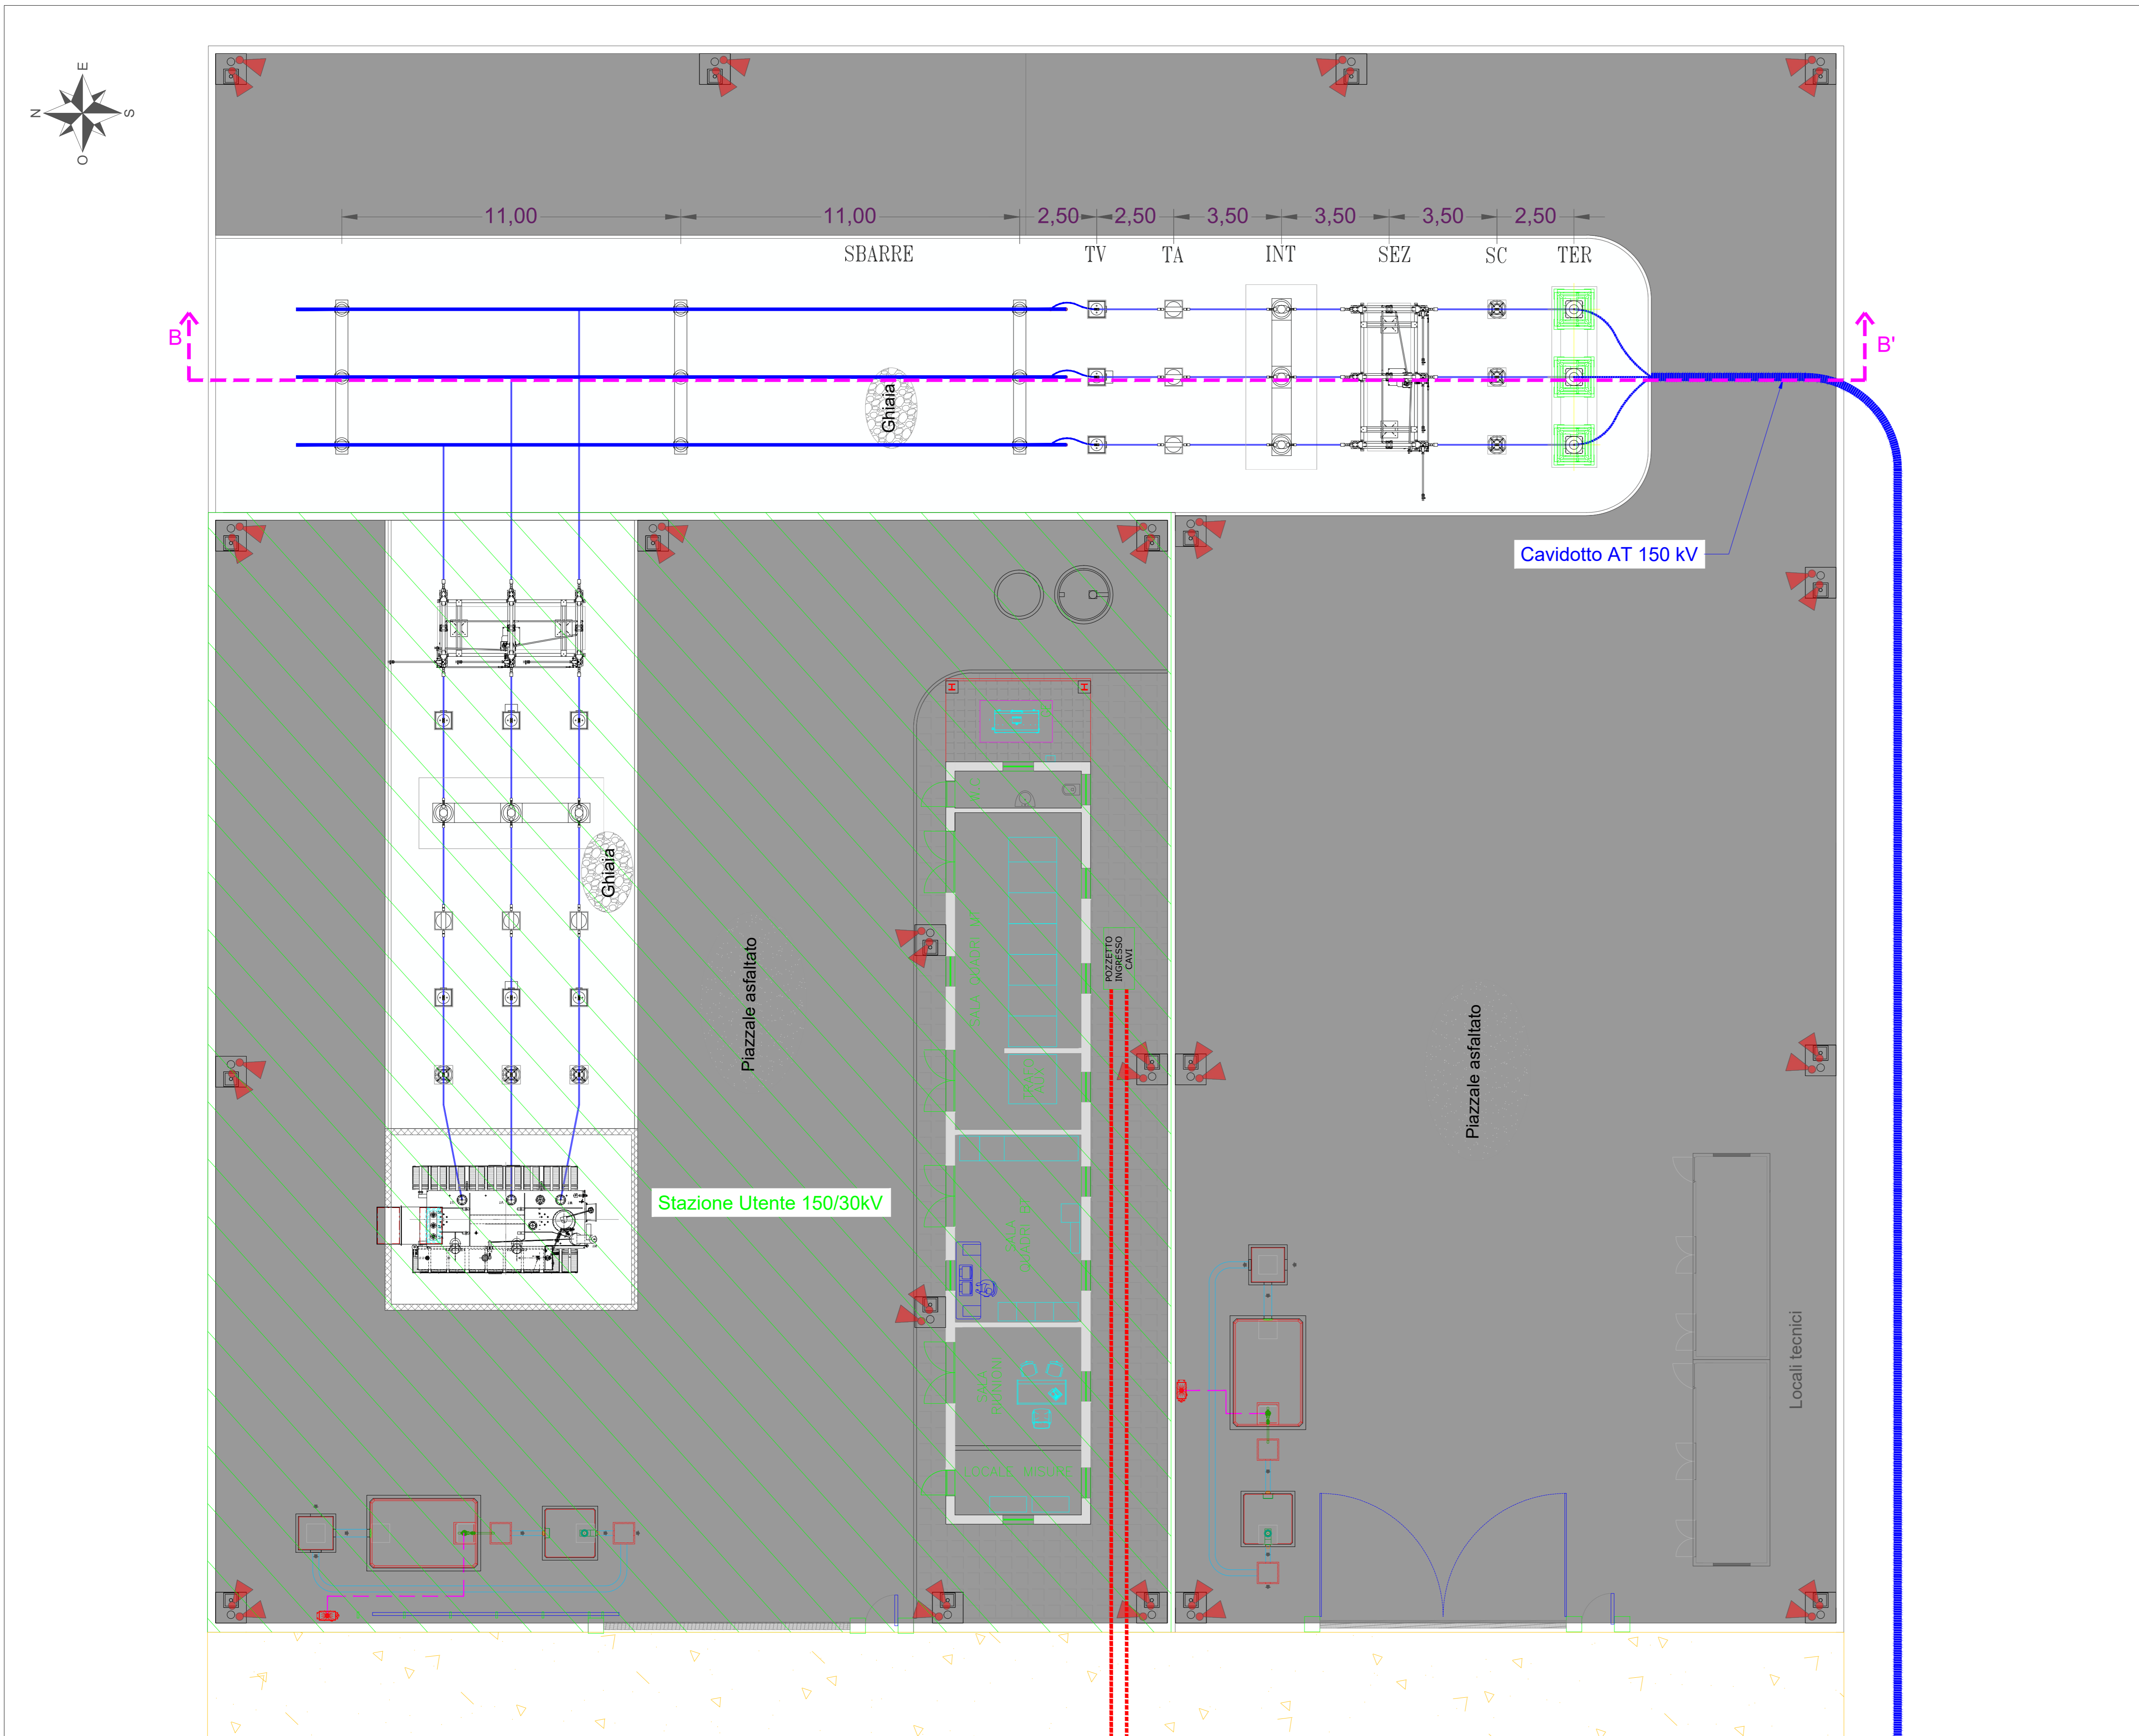 E
N
S
O
11,00
11,00
2,50
2,50
3,50
3,50
3,50
2,50
SBARRE
TV
TA
INT
SEZ
SC
TER
B
B'
Ghiaia
Cavidotto AT 150 kV
Ghiaia
Piazzale asfaltato
POZZETTO
INGRESSO
CAVI
Piazzale asfaltato
Stazione Utente 150/30kV
Locali tecnici